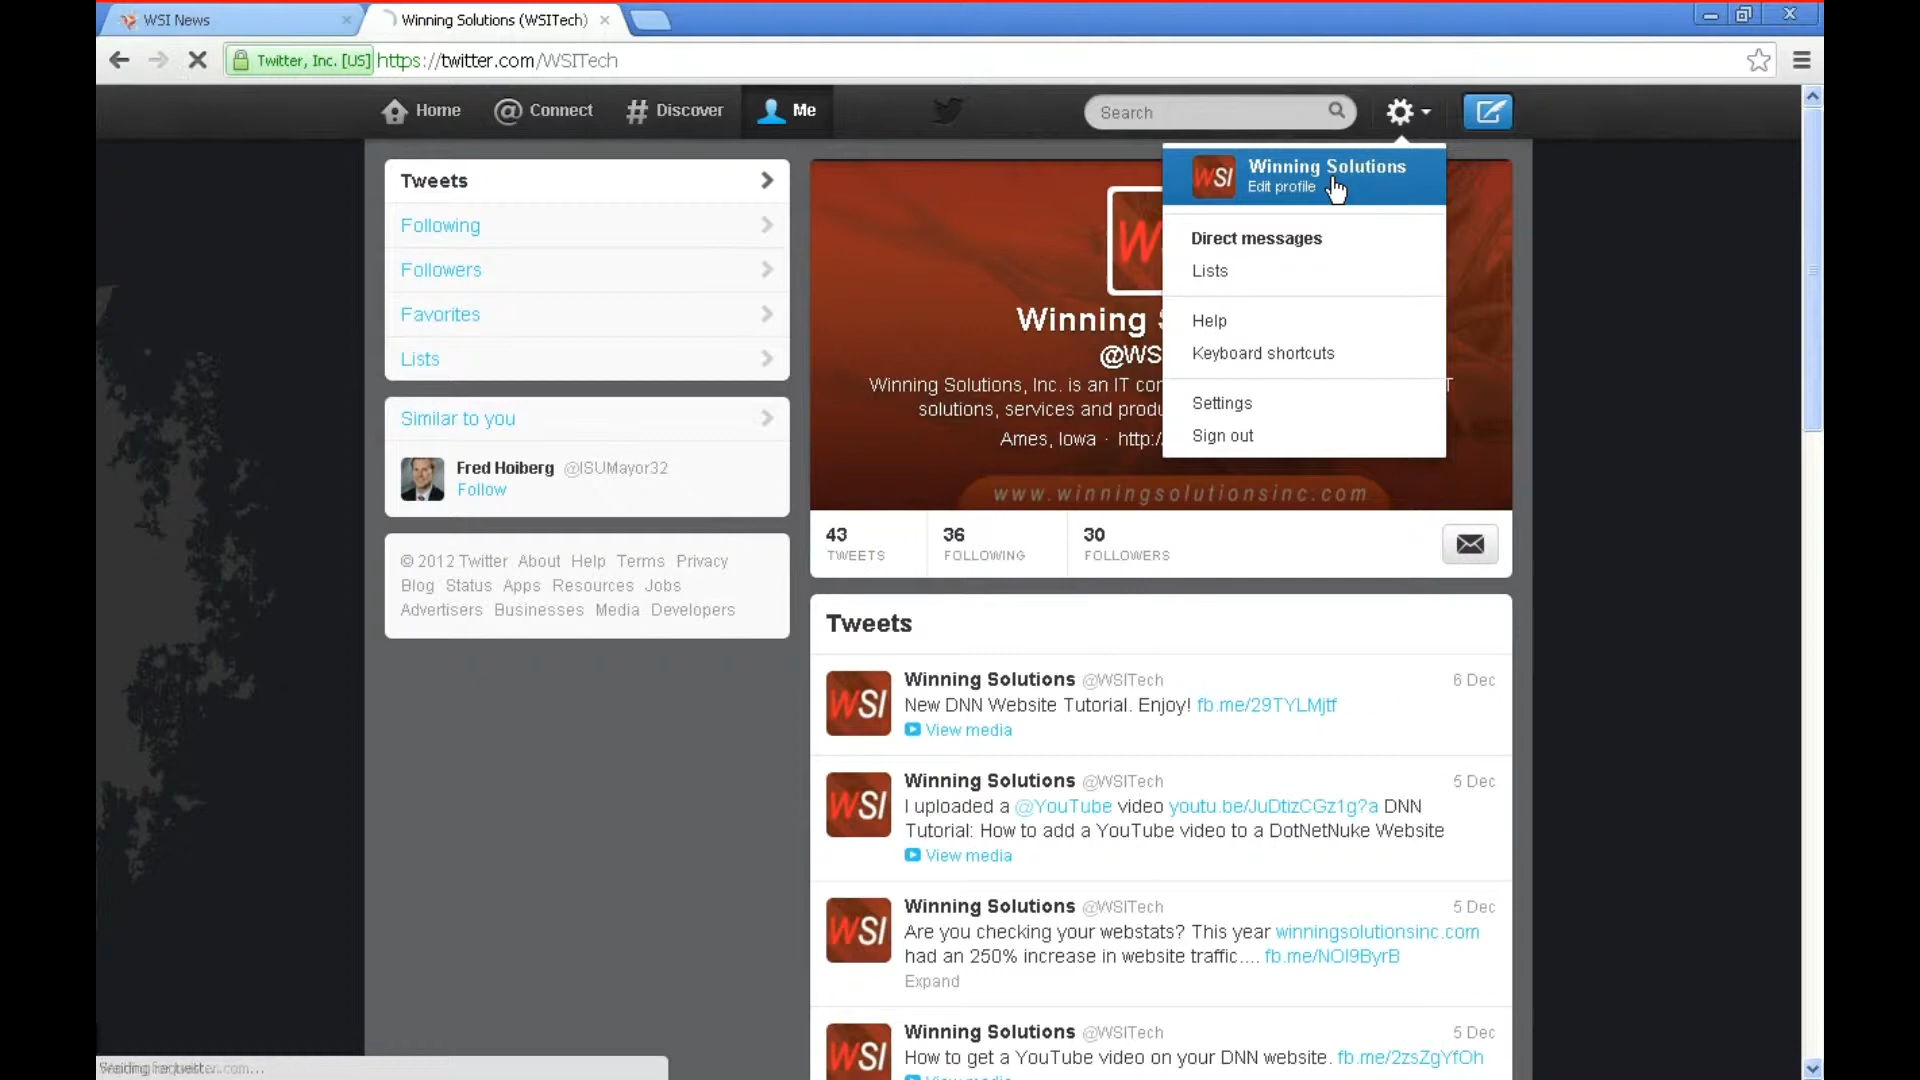 WSI News
Winning Solutions (WSITech)
Twitter, Inc. [US] https://twitter.com/WSITech
Home
Connect
Discover
Me
Search
Tweets
Following
Followers
Favorites
Lists
Similar to you
Fred Hoiberg @ISUMayor32
Follow
© 2012 Twitter About Help Terms Privacy
Blog Status Apps Resources Jobs
Advertisers Businesses Media Developers
WSI
Winning Solutions
Edit profile
Direct messages
Lists
Help
Keyboard shortcuts
Settings
Sign out
Winning
@WS
Winning Solutions, Inc. is an IT
solutions, services and
Ames, Iowa · http:/
www.winningsolutionsinc.com
43
TWEETS
36
FOLLOWING
30
FOLLOWERS
Tweets
WSI
Winning Solutions @WSITech 6 Dec
New DNN Website Tutorial. Enjoy! fb.me/29TYLMjtf
View media
WSI
Winning Solutions @WSITech 5 Dec
I uploaded a @YouTube video youtu.be/JuDtizCGz1g?a DNN
Tutorial: How to add a YouTube video to a DotNetNuke Website
View media
WSI
Winning Solutions @WSITech 5 Dec
Are you checking your webstats? This year winningsolutionsinc.com
had an 250% increase in website traffic.... fb.me/NOI9ByrB
Expand
WSI
Winning Solutions @WSITech 5 Dec
How to get a YouTube video on your DNN website. fb.me/2zsZgYfOh
View media